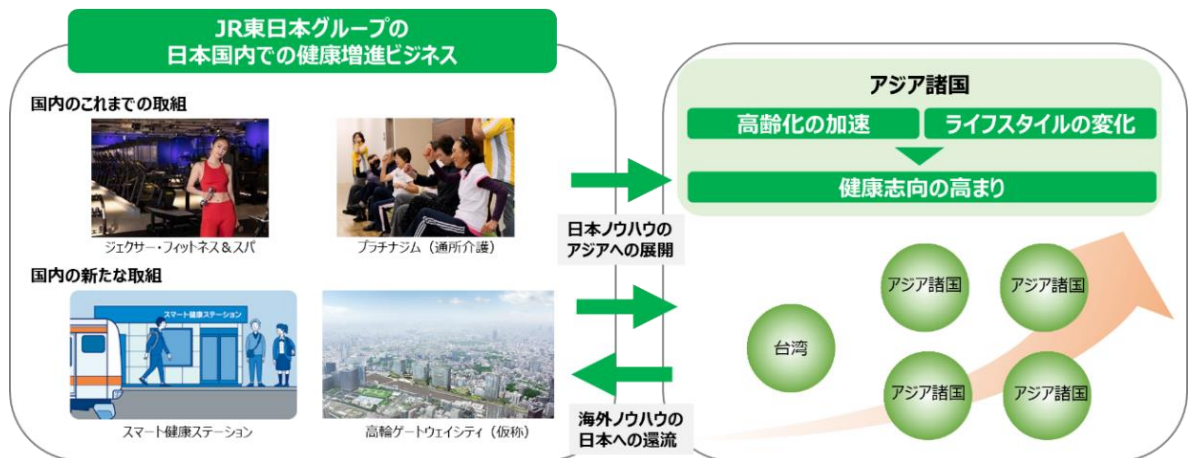 JR東日本グループの
日本国内での健康増進ビジネス
国内のこれまでの取組
ジェクサー・フィットネス＆スパ
プラチナジム（通所介護）
国内の新たな取組
スマート健康ステーション
スマート健康ステーション
高輪ゲートウェイシティ（仮称）
日本ノウハウの
アジアへの展開
海外ノウハウの
日本への還流
アジア諸国
高齢化の加速
ライフスタイルの変化
健康志向の高まり
アジア諸国
アジア諸国
台湾
アジア諸国
アジア諸国